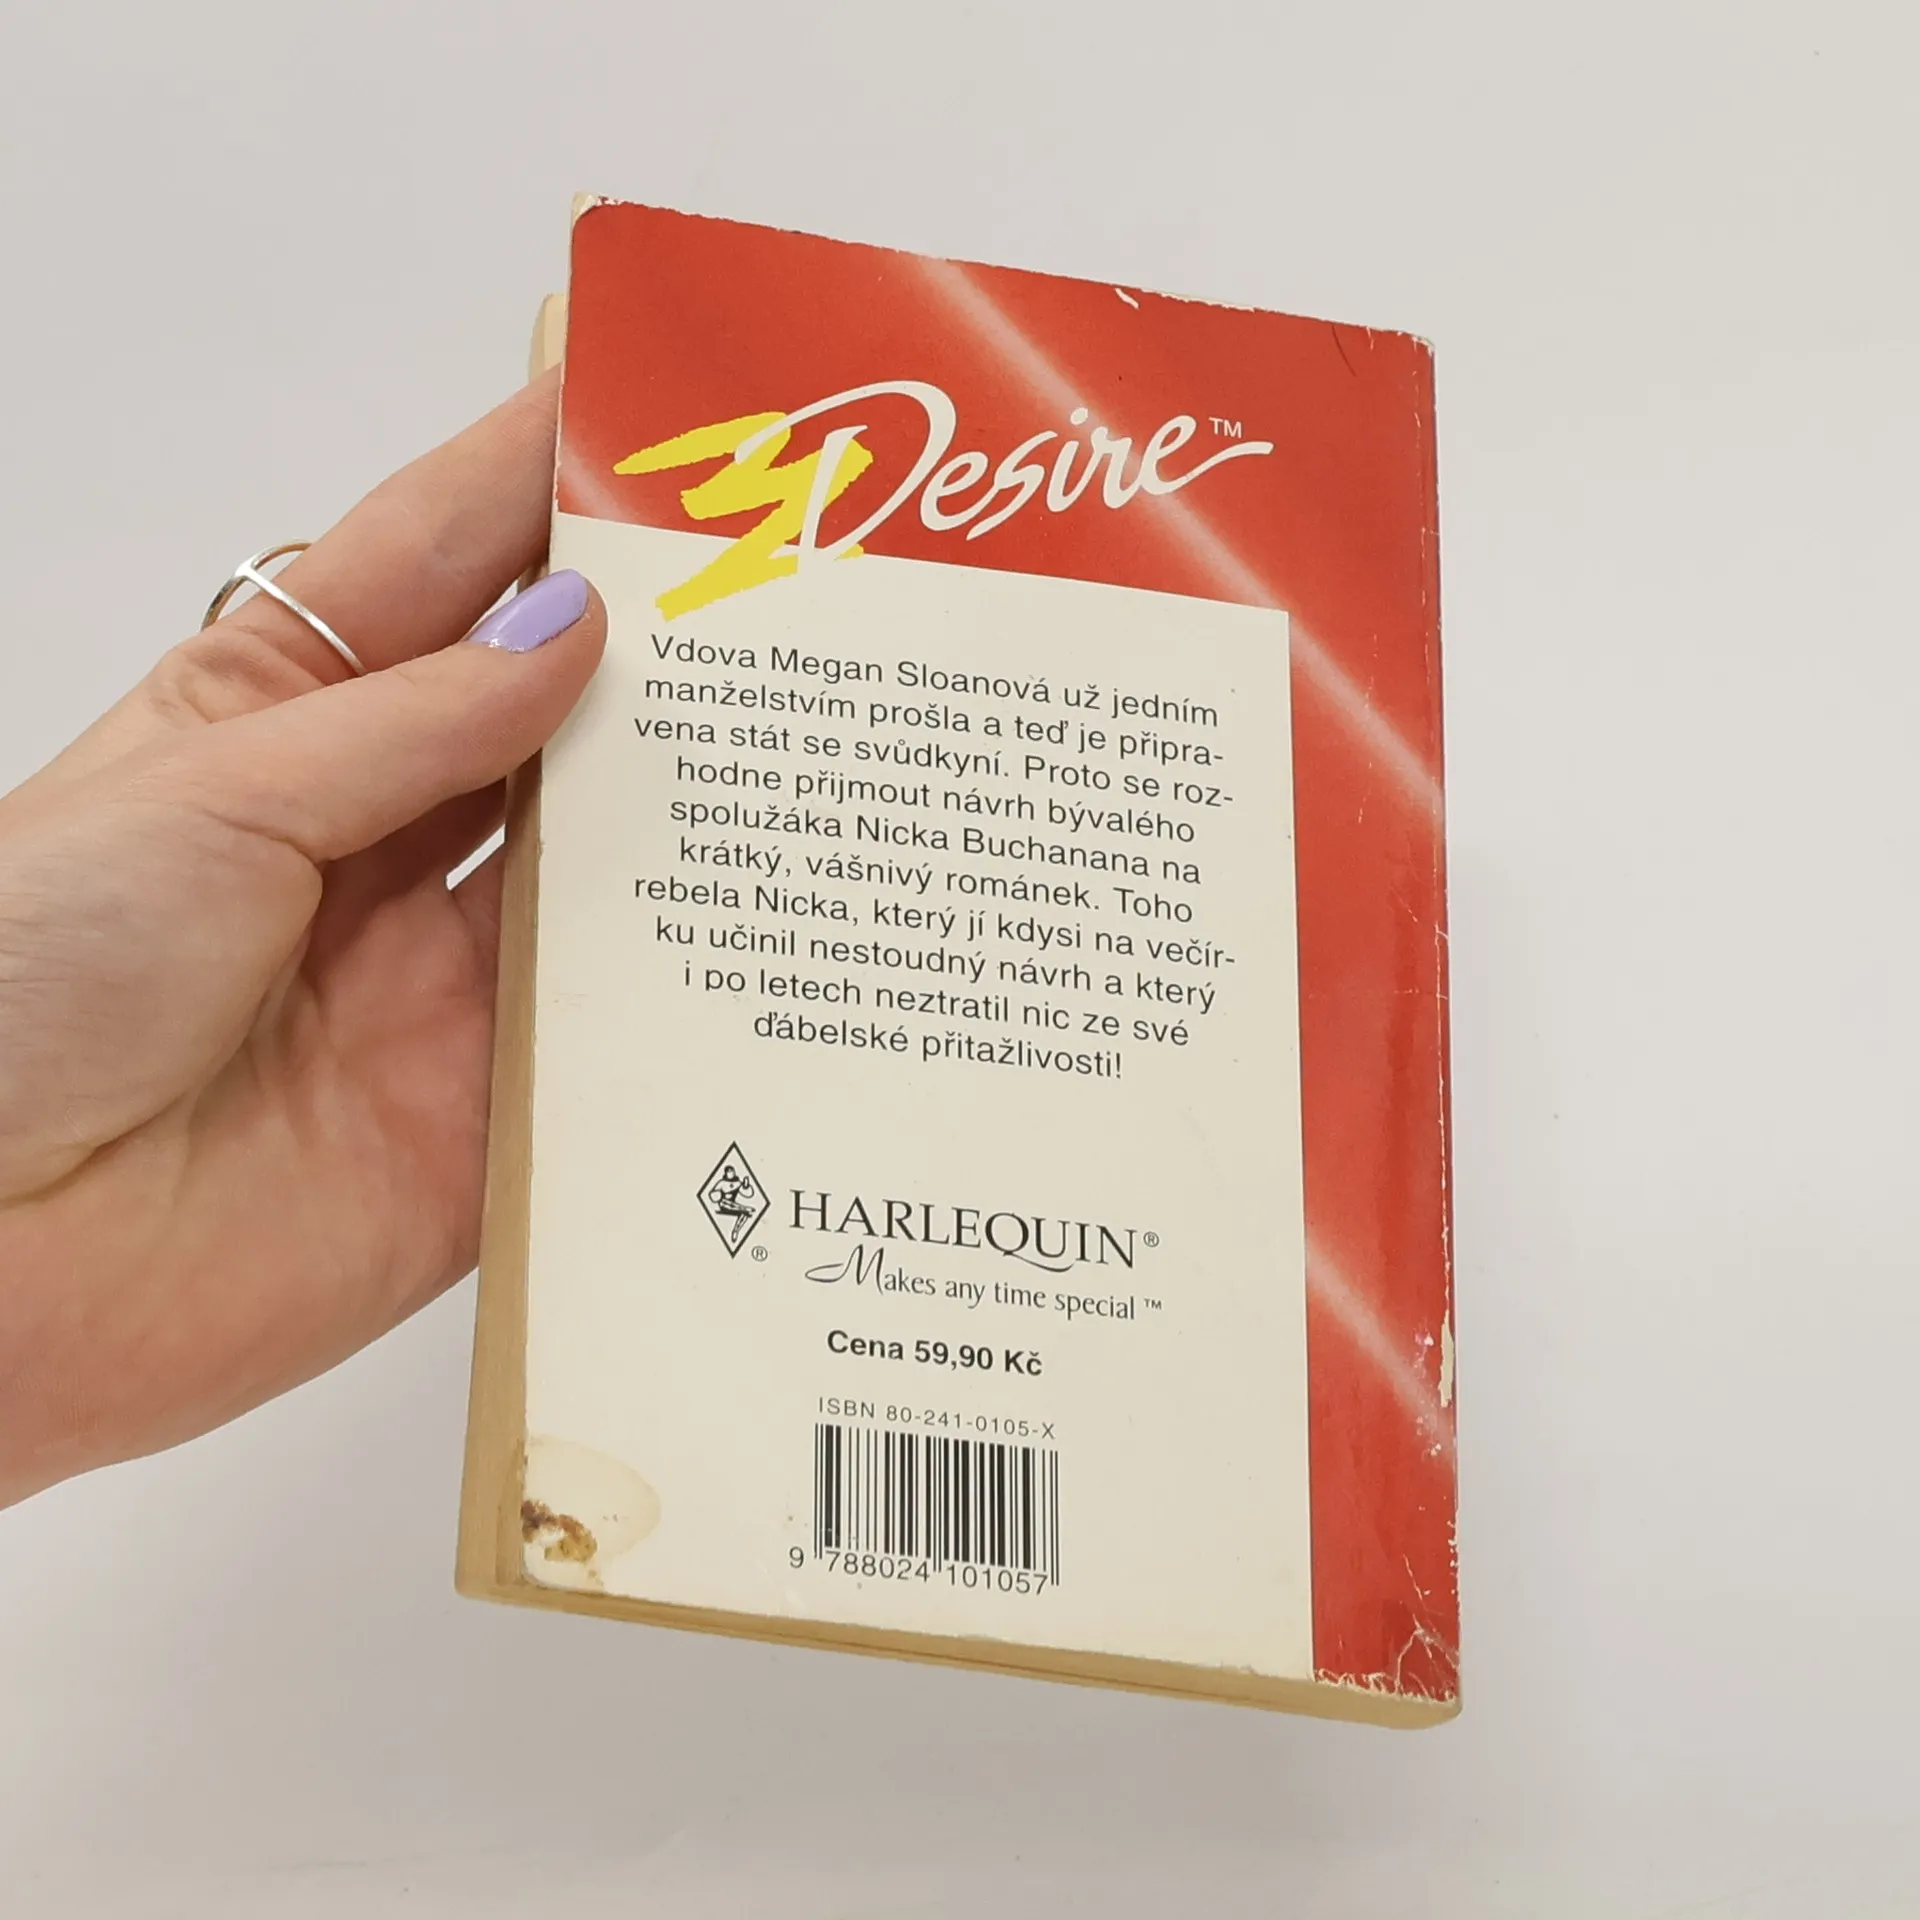 Desire™
Vdova Megan Sloanová už jedním
manželstvím prošla a teď je připra-
vena stát se svůdkyní. Proto se roz-
hodne přijmout návrh bývalého
spolužáka Nicka Buchanana na
krátký, vášnivý románek. Toho
rebela Nicka, který jí kdysi na večír-
ku učinil nestoudný návrh a který
i po letech neztratil nic ze své
ďábelské přitažlivosti!
® HARLEQUIN®
Makes any time special™
Cena 59,90 Kč
ISBN 80-241-0105-X
9 788024 101057